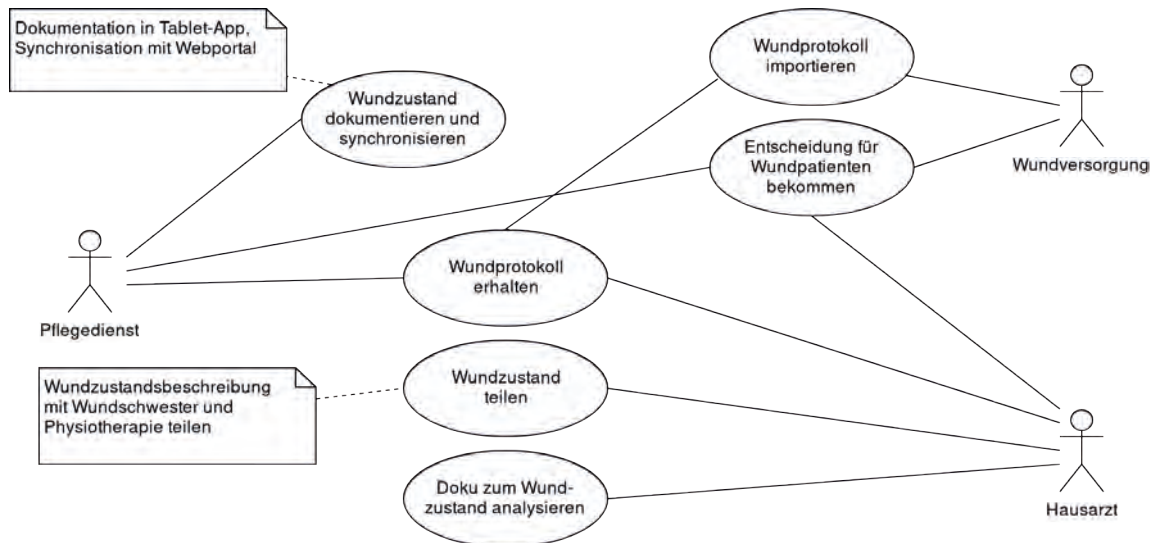 Dokumentation in Tablet-App,
Synchronisation mit Webportal
Wundprotokoll
importieren
Wundzustand
dokumentieren und
synchronisieren
Entscheidung für
Wundpatienten
bekommen
Wundversorgung
Wundprotokoll
erhalten
Pflegedienst
Wundzustandsbeschreibung
mit Wundschwester und
Physiotherapie teilen
Wundzustand
teilen
Doku zum Wund-
zustand analysieren
Hausarzt